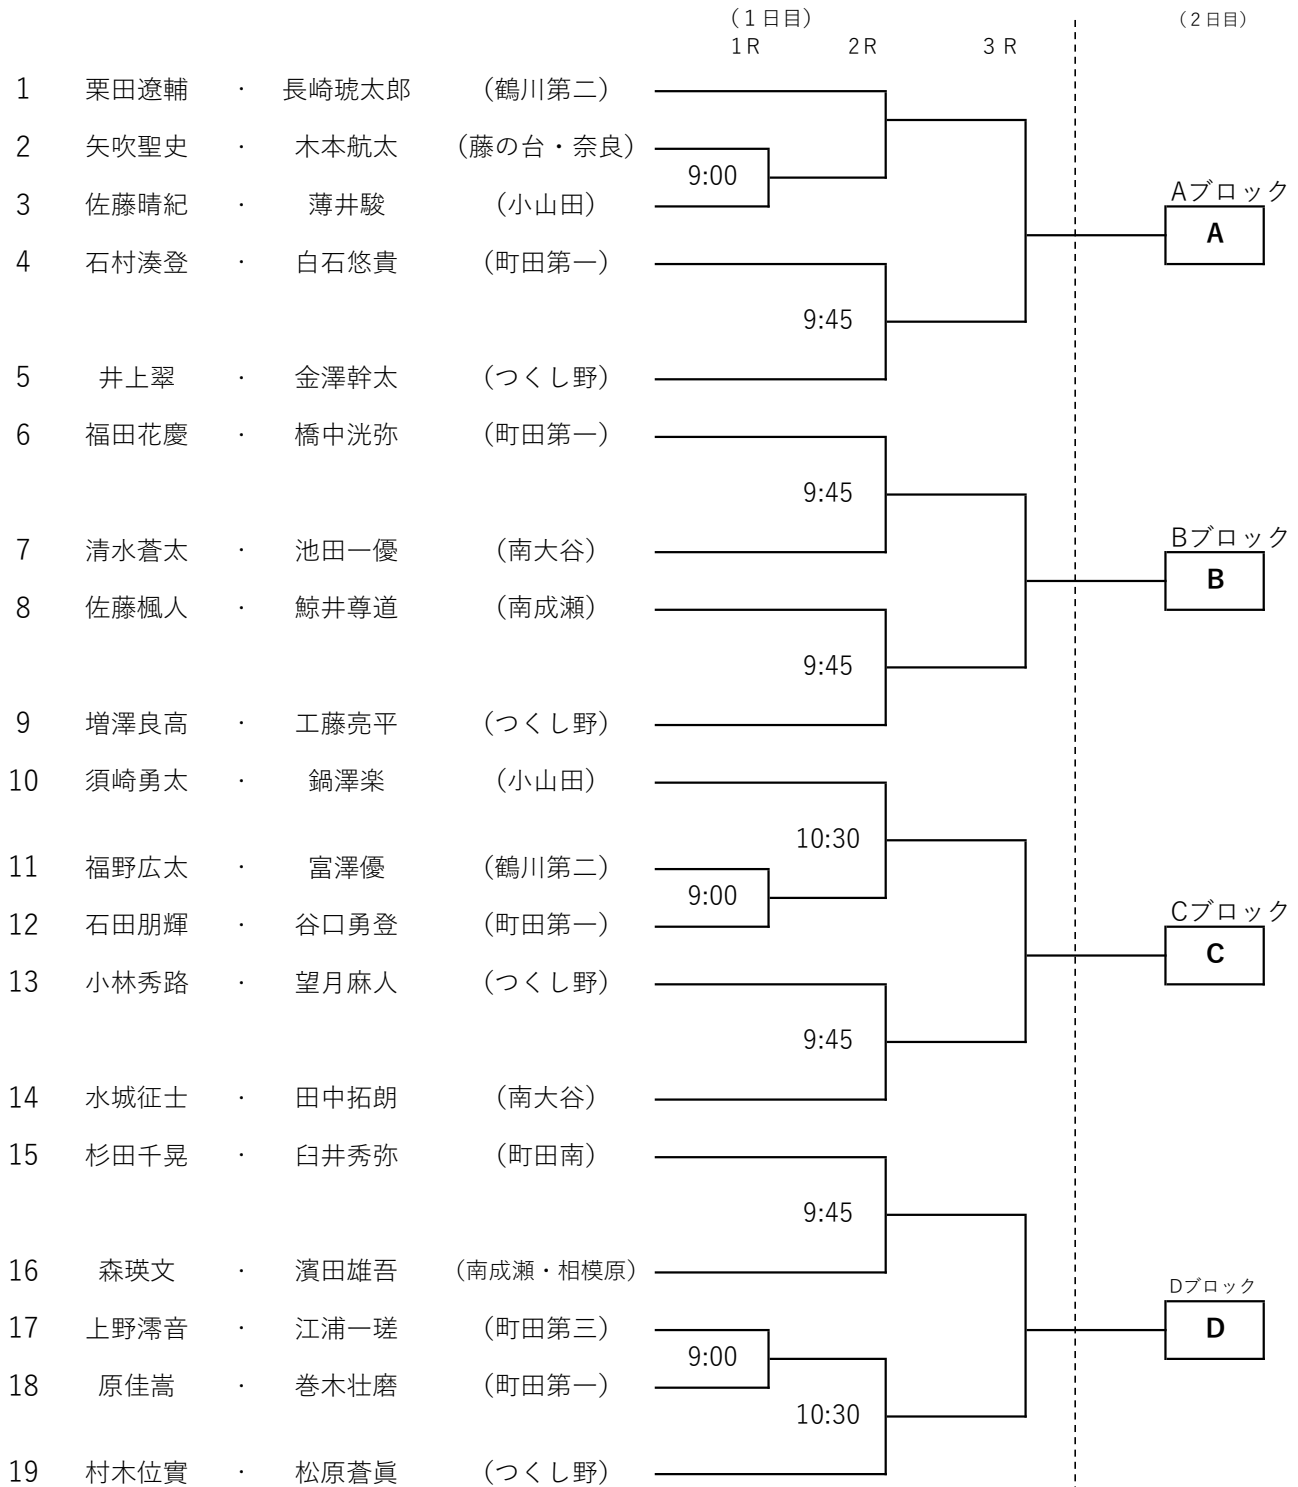 （１日目） （２日目）
１R ２R ３R
1 栗田遼輔 ・ 長崎琥太郎 （鶴川第二）
2 矢吹聖史 ・ 木本航太 （藤の台・奈良）
9:00
Aブロック
3 佐藤晴紀 ・ 薄井駿 （小山田）
A
4 石村湊登 ・ 白石悠貴 （町田第一）
9:45
5 井上翠 ・ 金澤幹太 （つくし野）
6 福田花慶 ・ 橋中洸弥 （町田第一）
9:45
Bブロック
7 清水蒼太 ・ 池田一優 （南大谷）
B
8 佐藤楓人 ・ 鯨井尊道 （南成瀬）
9:45
9 増澤良高 ・ 工藤亮平 （つくし野）
10 須崎勇太 ・ 鍋澤楽 （小山田）
10:30
11 福野広太 ・ 富澤優 （鶴川第二）
9:00
Cブロック
12 石田朋輝 ・ 谷口勇登 （町田第一）
C
13 小林秀路 ・ 望月麻人 （つくし野）
9:45
14 水城征士 ・ 田中拓朗 （南大谷）
15 杉田千晃 ・ 臼井秀弥 （町田南）
9:45
16 森瑛文 ・ 濱田雄吾 （南成瀬・相模原）
Dブロック
17 上野澪音 ・ 江浦一瑳 （町田第三）
D
9:00
18 原佳嵩 ・ 巻木壮磨 （町田第一）
10:30
19 村木位實 ・ 松原蒼眞 （つくし野）